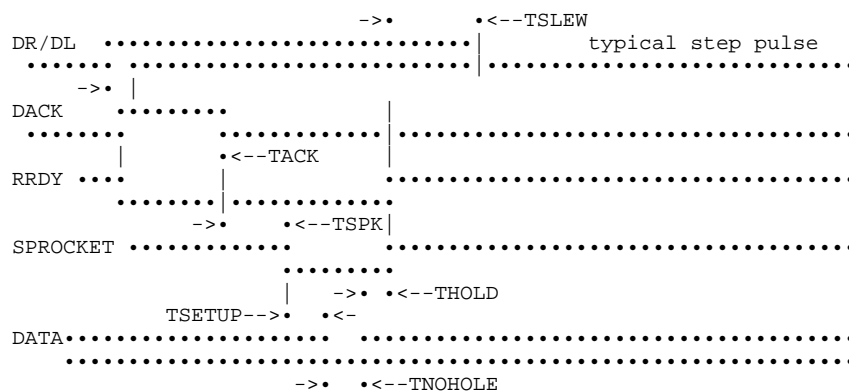 ->• •<--TSLEW
DR/DL typical step pulse
->•
DACK
•<--TACK
RRDY
->• •<--TSPK
SPROCKET
->• •<--THOLD
TSETUP-->• •<-
DATA
->• •<--TNOHOLE